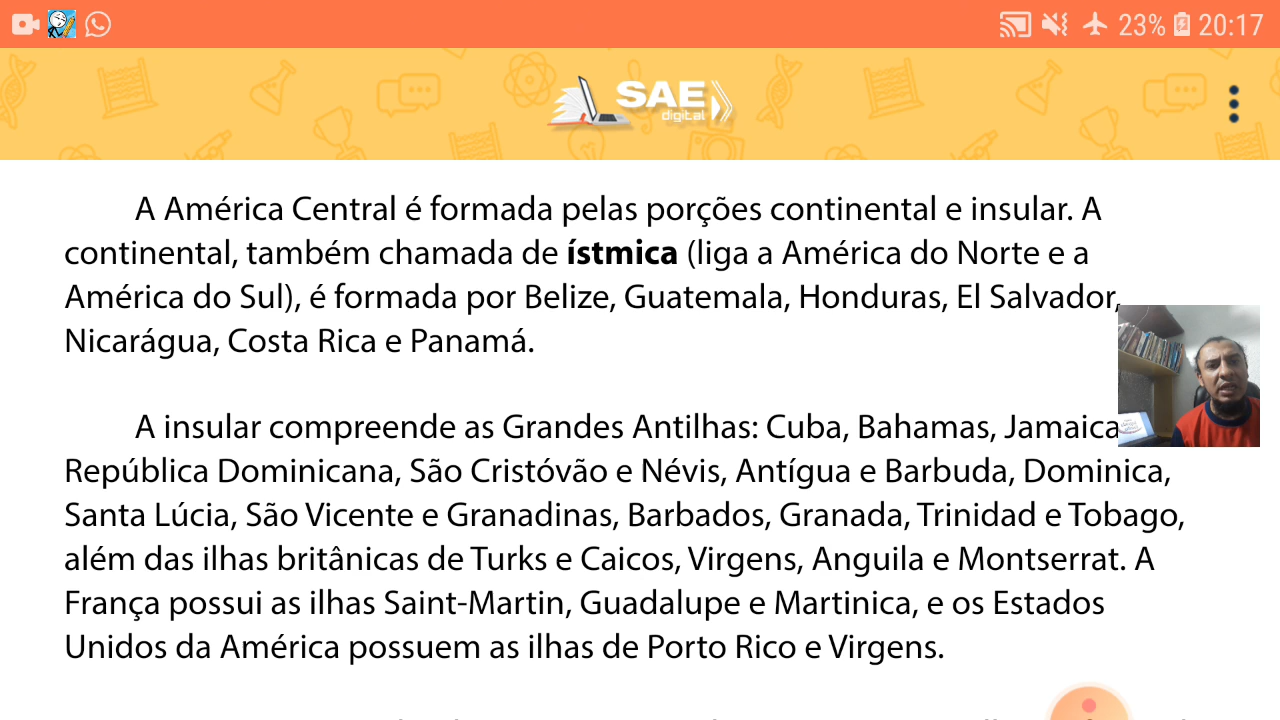 23% 20:17
SAE
digital
A América Central é formada pelas porções continental e insular. A
continental, também chamada de ístmica (liga a América do Norte e a
América do Sul), é formada por Belize, Guatemala, Honduras, El Salvador,
Nicarágua, Costa Rica e Panamá.
A insular compreende as Grandes Antilhas: Cuba, Bahamas, Jamaica
República Dominicana, São Cristóvão e Névis, Antígua e Barbuda, Dominica,
Santa Lúcia, São Vicente e Granadinas, Barbados, Granada, Trinidad e Tobago,
além das ilhas britânicas de Turks e Caicos, Virgens, Anguila e Montserrat. A
França possui as ilhas Saint-Martin, Guadalupe e Martinica, e os Estados
Unidos da América possuem as ilhas de Porto Rico e Virgens.